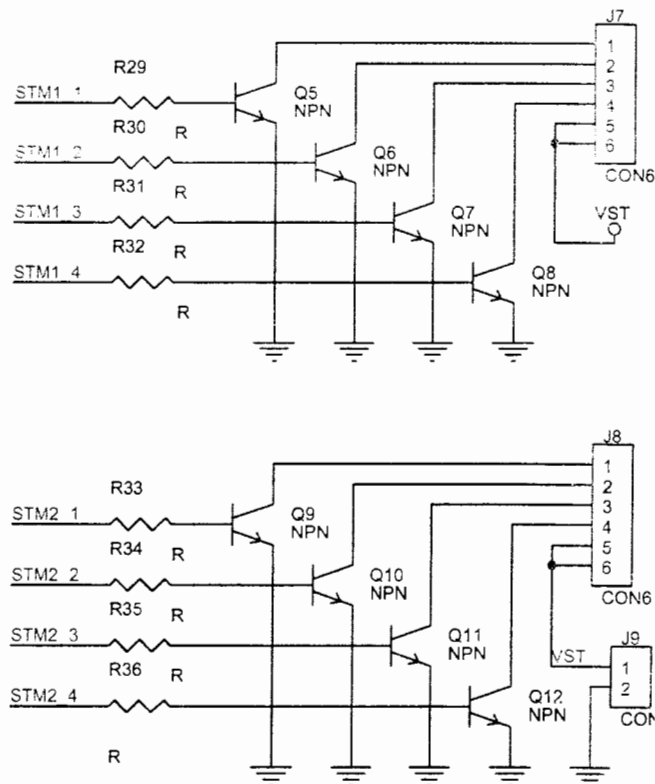 J7
1
2
3
4
5
6
CON6
VST
R29
STM1_1
R
Q5
NPN
R30
STM1_2
R
Q6
NPN
R31
STM1_3
R
Q7
NPN
R32
STM1_4
R
Q8
NPN
J8
1
2
3
4
5
6
CON6
R33
STM2_1
R
Q9
NPN
R34
STM2_2
R
Q10
NPN
R35
STM2_3
R
Q11
NPN
R36
STM2_4
R
Q12
NPN
VST
J9
1
2
CON